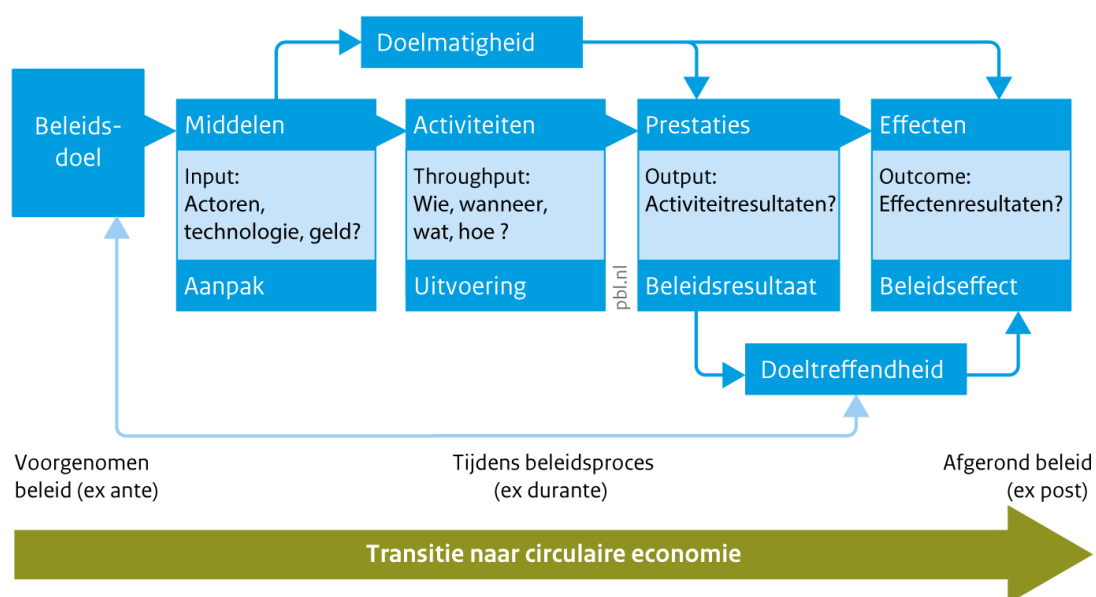 Doelmatigheid
Beleids-
doel
Middelen
Input:
Actoren,
technologie, geld?
Aanpak
Activiteiten
Throughput:
Wie, wanneer,
wat, hoe ?
Uitvoering
pbl.nl
Prestaties
Output:
Activiteitresultaten?
Beleidsresultaat
Effecten
Outcome:
Effectenresultaten?
Beleidseffect
Doeltreffendheid
Voorgenomen
beleid (ex ante)
Tijdens beleidsproces
(ex durante)
Afgerond beleid
(ex post)
Transitie naar circulaire economie